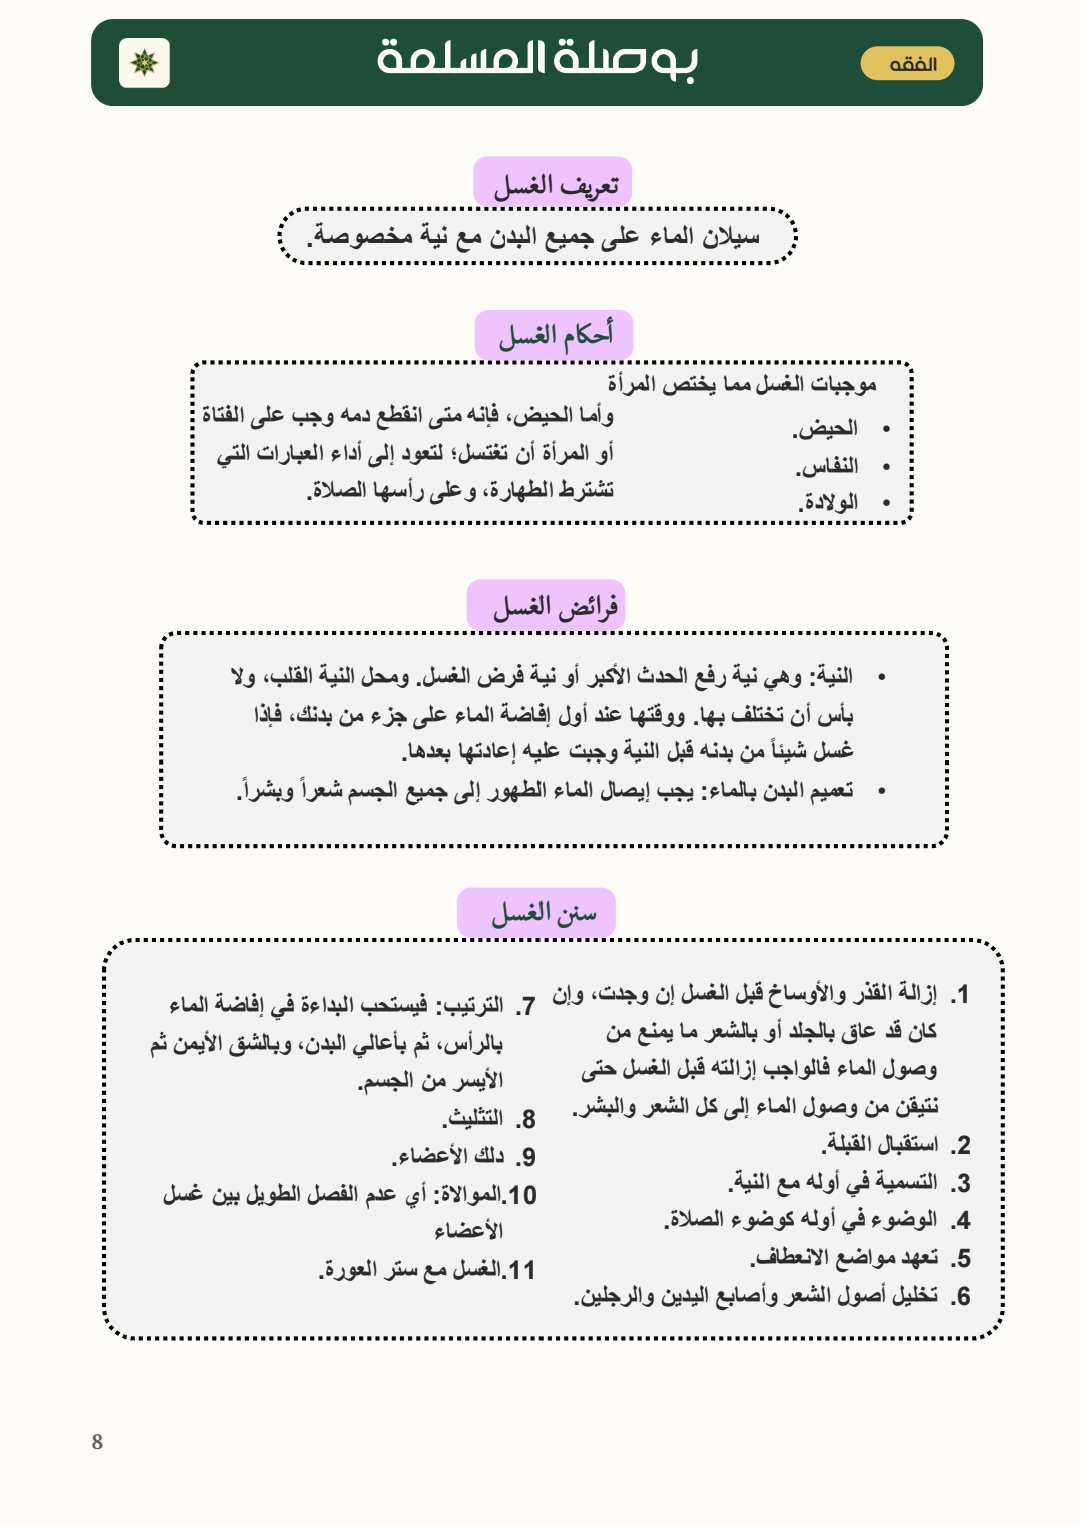 الفقه
بوصلة المسلمة
تعريف الغسل
سيلان الماء على جميع البدن مع نية مخصوصة.
أحكام الغسل
موجبات الغسل مما يختص المرأة
• الحيض.
• النفاس.
• الولادة.
وأما الحيض، فإنه متى انقطع دمه وجب على الفتاة
أو المرأة أن تغتسل؛ لتعود إلى أداء العبارات التي
تشترط الطهارة، وعلى رأسها الصلاة.
فرائض الغسل
• النية: وهي نية رفع الحدث الأكبر أو نية فرض الغسل. ومحل النية القلب، ولا
بأس أن تختلف بها. ووقتها عند أول إفاضة الماء على جزء من بدنك، فإذا
غسل شيئاً من بدنه قبل النية وجبت عليه إعادتها بعدها.
• تعميم البدن بالماء: يجب إيصال الماء الطهور إلى جميع الجسم شعراً وبشراً.
سنن الغسل
1. إزالة القذر والأوساخ قبل الغسل إن وجدت، وإن
كان قد عاق بالجلد أو بالشعر ما يمنع من
وصول الماء فالواجب إزالته قبل الغسل حتى
نتيقن من وصول الماء إلى كل الشعر والبشر.
2. استقبال القبلة.
3. التسمية في أوله مع النية.
4. الوضوء في أوله كوضوء الصلاة.
5. تعهد مواضع الانعطاف.
6. تخليل أصول الشعر وأصابع اليدين والرجلين.
7. الترتيب: فيستحب البداءة في إفاضة الماء
بالرأس، ثم بأعالي البدن، وبالشق الأيمن ثم
الأيسر من الجسم.
8. التثليث.
9. دلك الأعضاء.
10.الموالاة: أي عدم الفصل الطويل بين غسل
الأعضاء
11.الغسل مع ستر العورة.
8